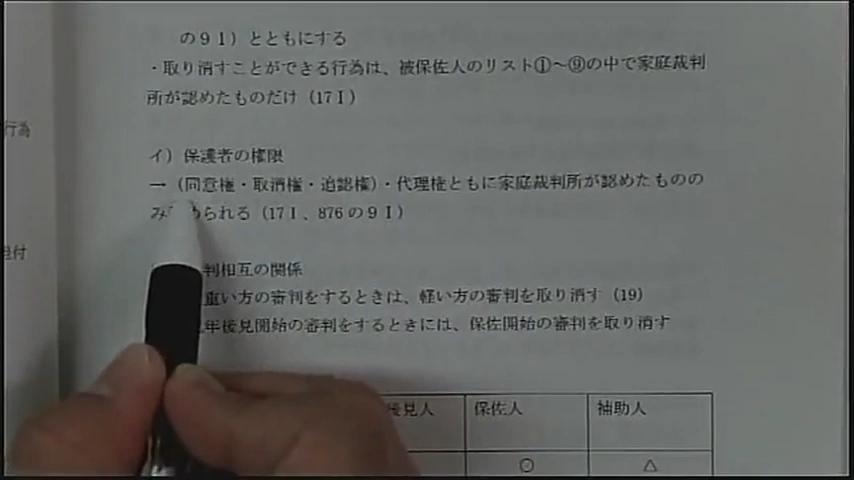 の９Ⅰ）とともにする
・取り消すことができる行為は、被保佐人のリスト①～⑨の中で家庭裁判
所が認めたものだけ（17Ⅰ）
行為
イ）保護者の権限
→（同意権・取消権・追認権）・代理権ともに家庭裁判所が認めたものの
み められる（17Ⅰ、876の９Ⅰ）
付
判相互の関係
重い方の審判をするときは、軽い方の審判を取り消す（19）
年後見開始の審判をするときには、保佐開始の審判を取り消す
後見人 保佐人 補助人
○ △